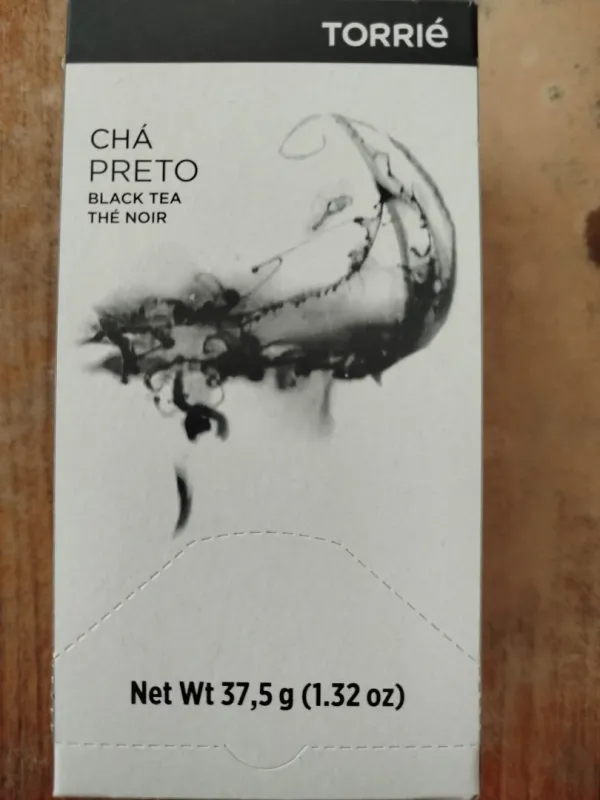 TORRIÉ
CHÁ
PRETO
BLACK TEA
THÉ NOIR
Net Wt 37,5 g (1.32 oz)